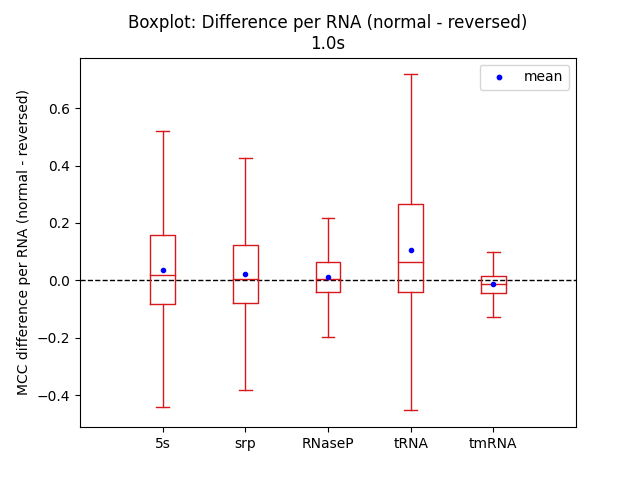 Boxplot: Difference per RNA (normal - reversed)
1.0s
mean
MCC difference per RNA (normal - reversed)
0.6
0.4
0.2
0.0
−0.2
−0.4
5s srp RNaseP tRNA tmRNA